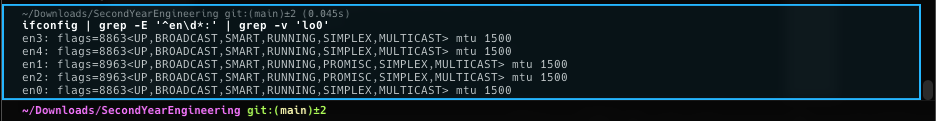 ~/Downloads/SecondYearEngineering git:(main)±2 (0.045s)
ifconfig | grep -E '^en\d*:' | grep -v 'lo0'
en3: flags=8863<UP,BROADCAST,SMART,RUNNING,SIMPLEX,MULTICAST> mtu 1500
en4: flags=8863<UP,BROADCAST,SMART,RUNNING,SIMPLEX,MULTICAST> mtu 1500
en1: flags=8963<UP,BROADCAST,SMART,RUNNING,PROMISC,SIMPLEX,MULTICAST> mtu 1500
en2: flags=8963<UP,BROADCAST,SMART,RUNNING,PROMISC,SIMPLEX,MULTICAST> mtu 1500
en0: flags=8863<UP,BROADCAST,SMART,RUNNING,SIMPLEX,MULTICAST> mtu 1500
~/Downloads/SecondYearEngineering git:(main)±2